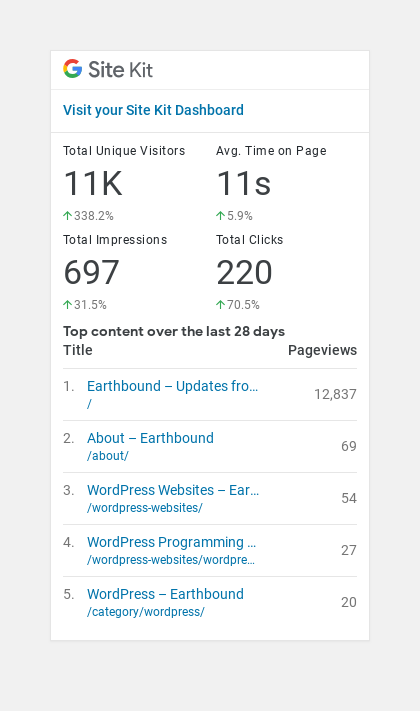 Site Kit
Visit your Site Kit Dashboard
Total Unique Visitors Avg. Time on Page
11K 11s
↑338.2% ↑5.9%
Total Impressions Total Clicks
697 220
↑31.5% ↑70.5%
Top content over the last 28 days
Title Pageviews
1. Earthbound – Updates fro… 12,837
/
2. About – Earthbound 69
/about/
3. WordPress Websites – Ear… 54
/wordpress-websites/
4. WordPress Programming … 27
/wordpress-websites/wordpre…
5. WordPress – Earthbound 20
/category/wordpress/